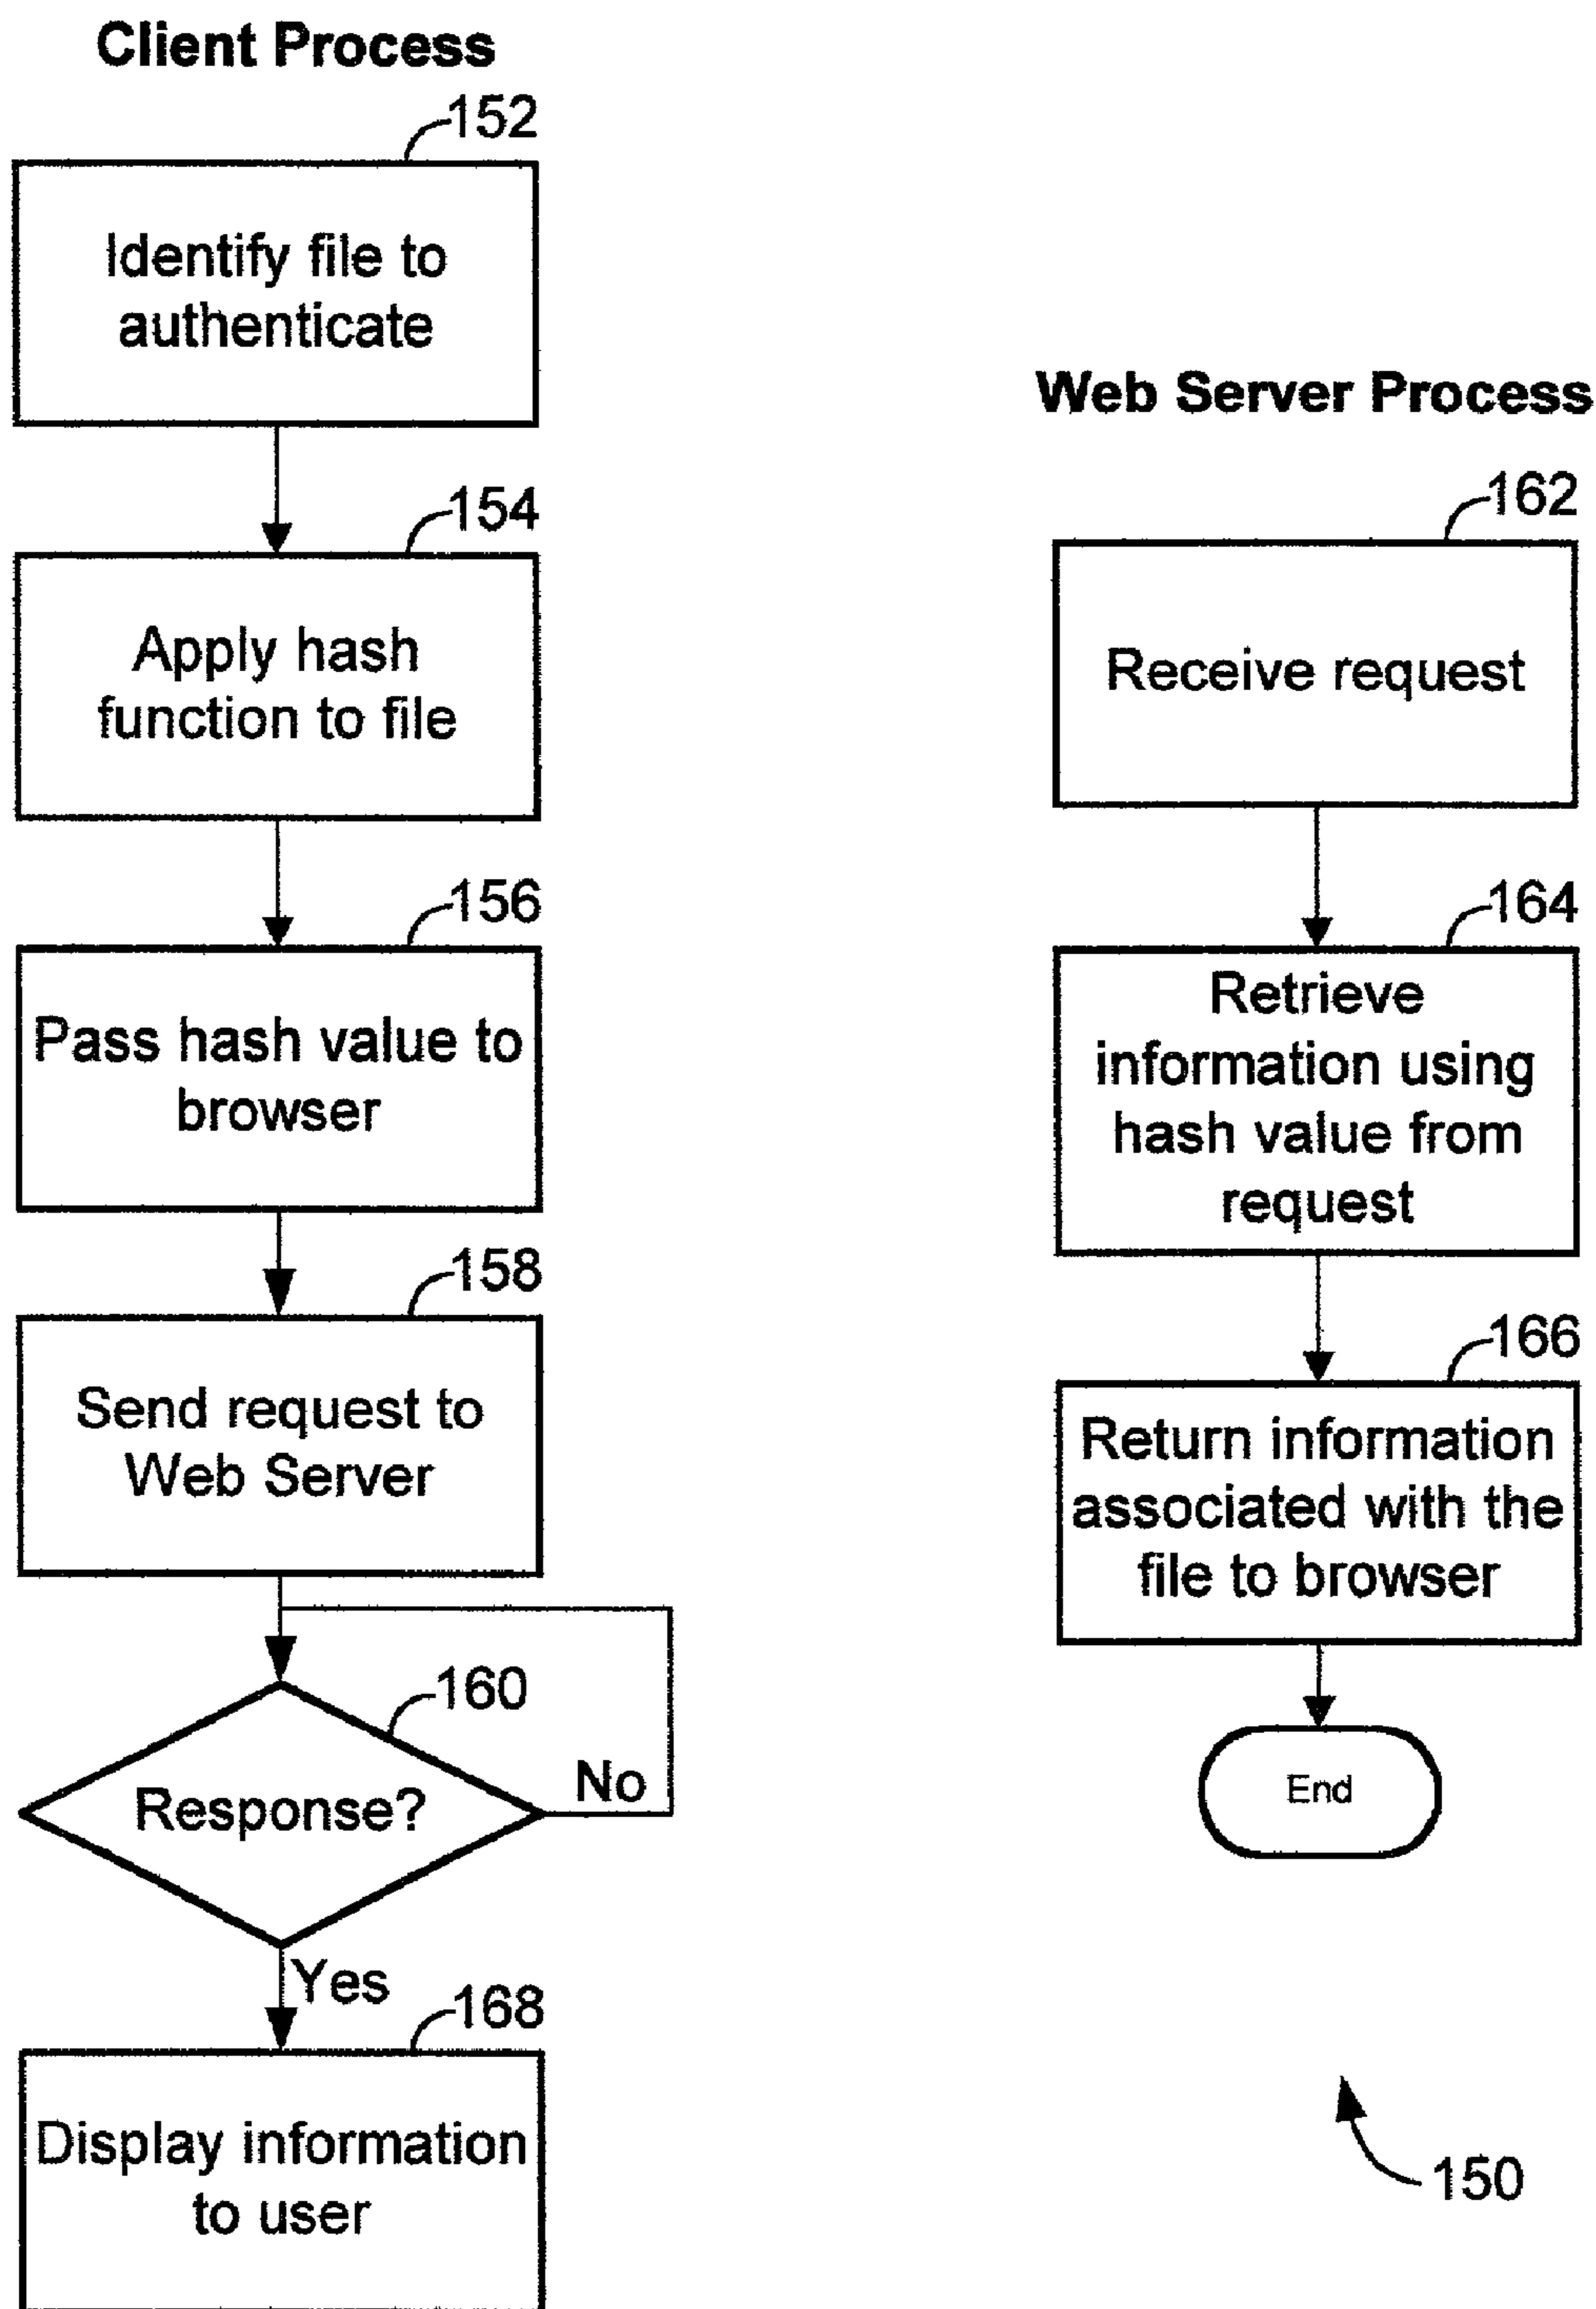 Client Process
152
Identify file to
authenticate
154
Apply hash
function to file
156
Pass hash value to
browser
158
Send request to
Web Server
160
Response?
No
Yes
168
Display information
to user
Web Server Process
162
Receive request
164
Retrieve
information using
hash value from
request
166
Return information
associated with the
file to browser
End
150